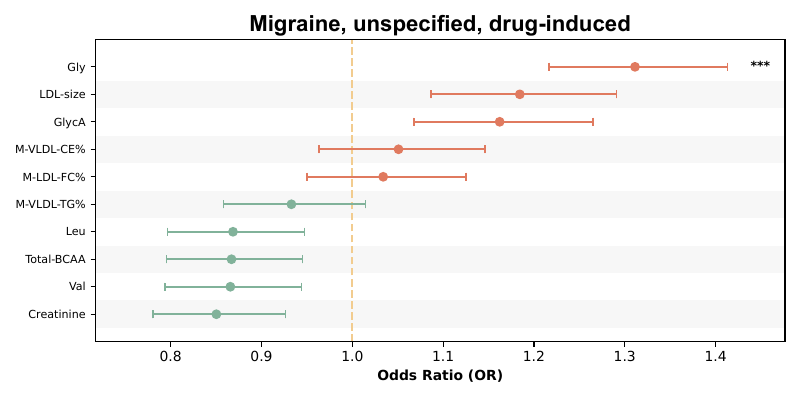 Migraine, unspecified, drug-induced
Gly
***
LDL-size
GlycA
M-VLDL-CE%
M-LDL-FC%
M-VLDL-TG%
Leu
Total-BCAA
Val
Creatinine
0.8 0.9 1.0 1.1 1.2 1.3 1.4
Odds Ratio (OR)